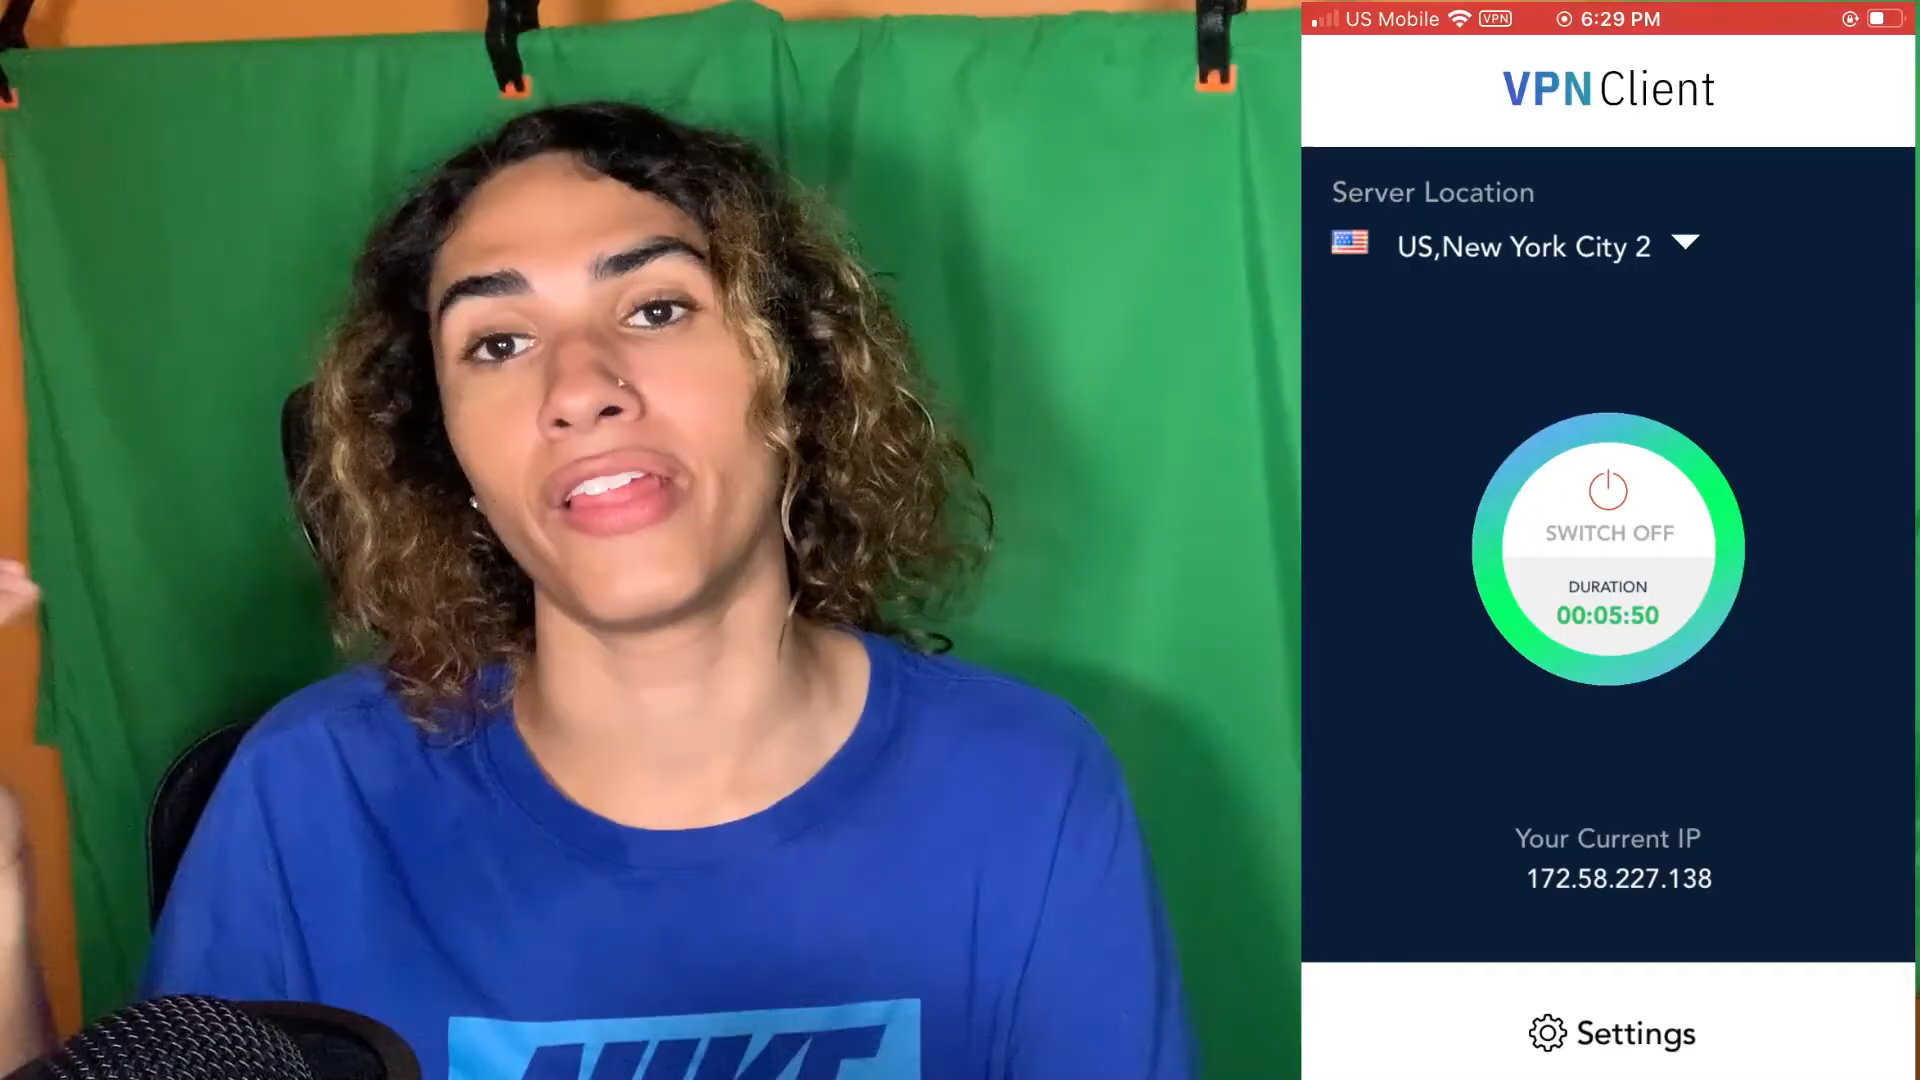 US Mobile VPN 6:29 PM
VPN Client
Server Location
US,New York City 2
SWITCH OFF
DURATION
00:05:50
Your Current IP
172.58.227.138
Settings
NIKE